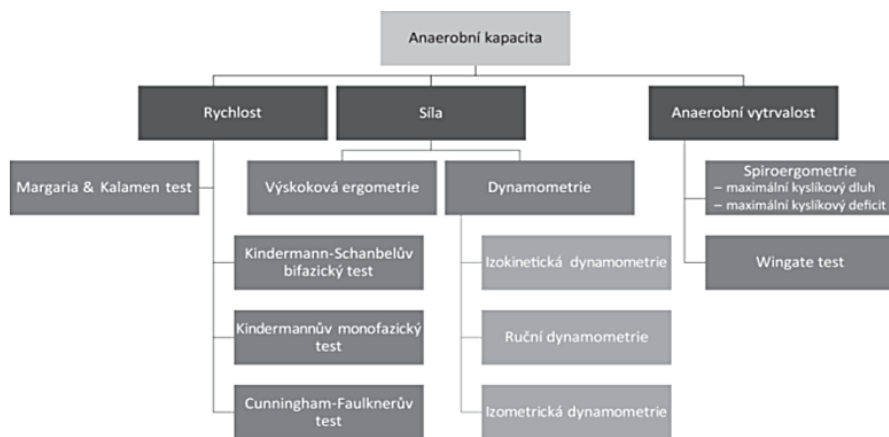 Anaerobní kapacita
Rychlost
Síla
Anaerobní vytrvalost
Margaria & Kalamen test
Výskoková ergometrie
Dynamometrie
Spiroergometrie
– maximální kyslíkový dluh
– maximální kyslíkový deficit
Kindermann-Schanbelův
bifazický test
Izokinetická dynamometrie
Wingate test
Kindermannův monofazický
test
Ruční dynamometrie
Cunningham-Faulknerův
test
Izometrická dynamometrie